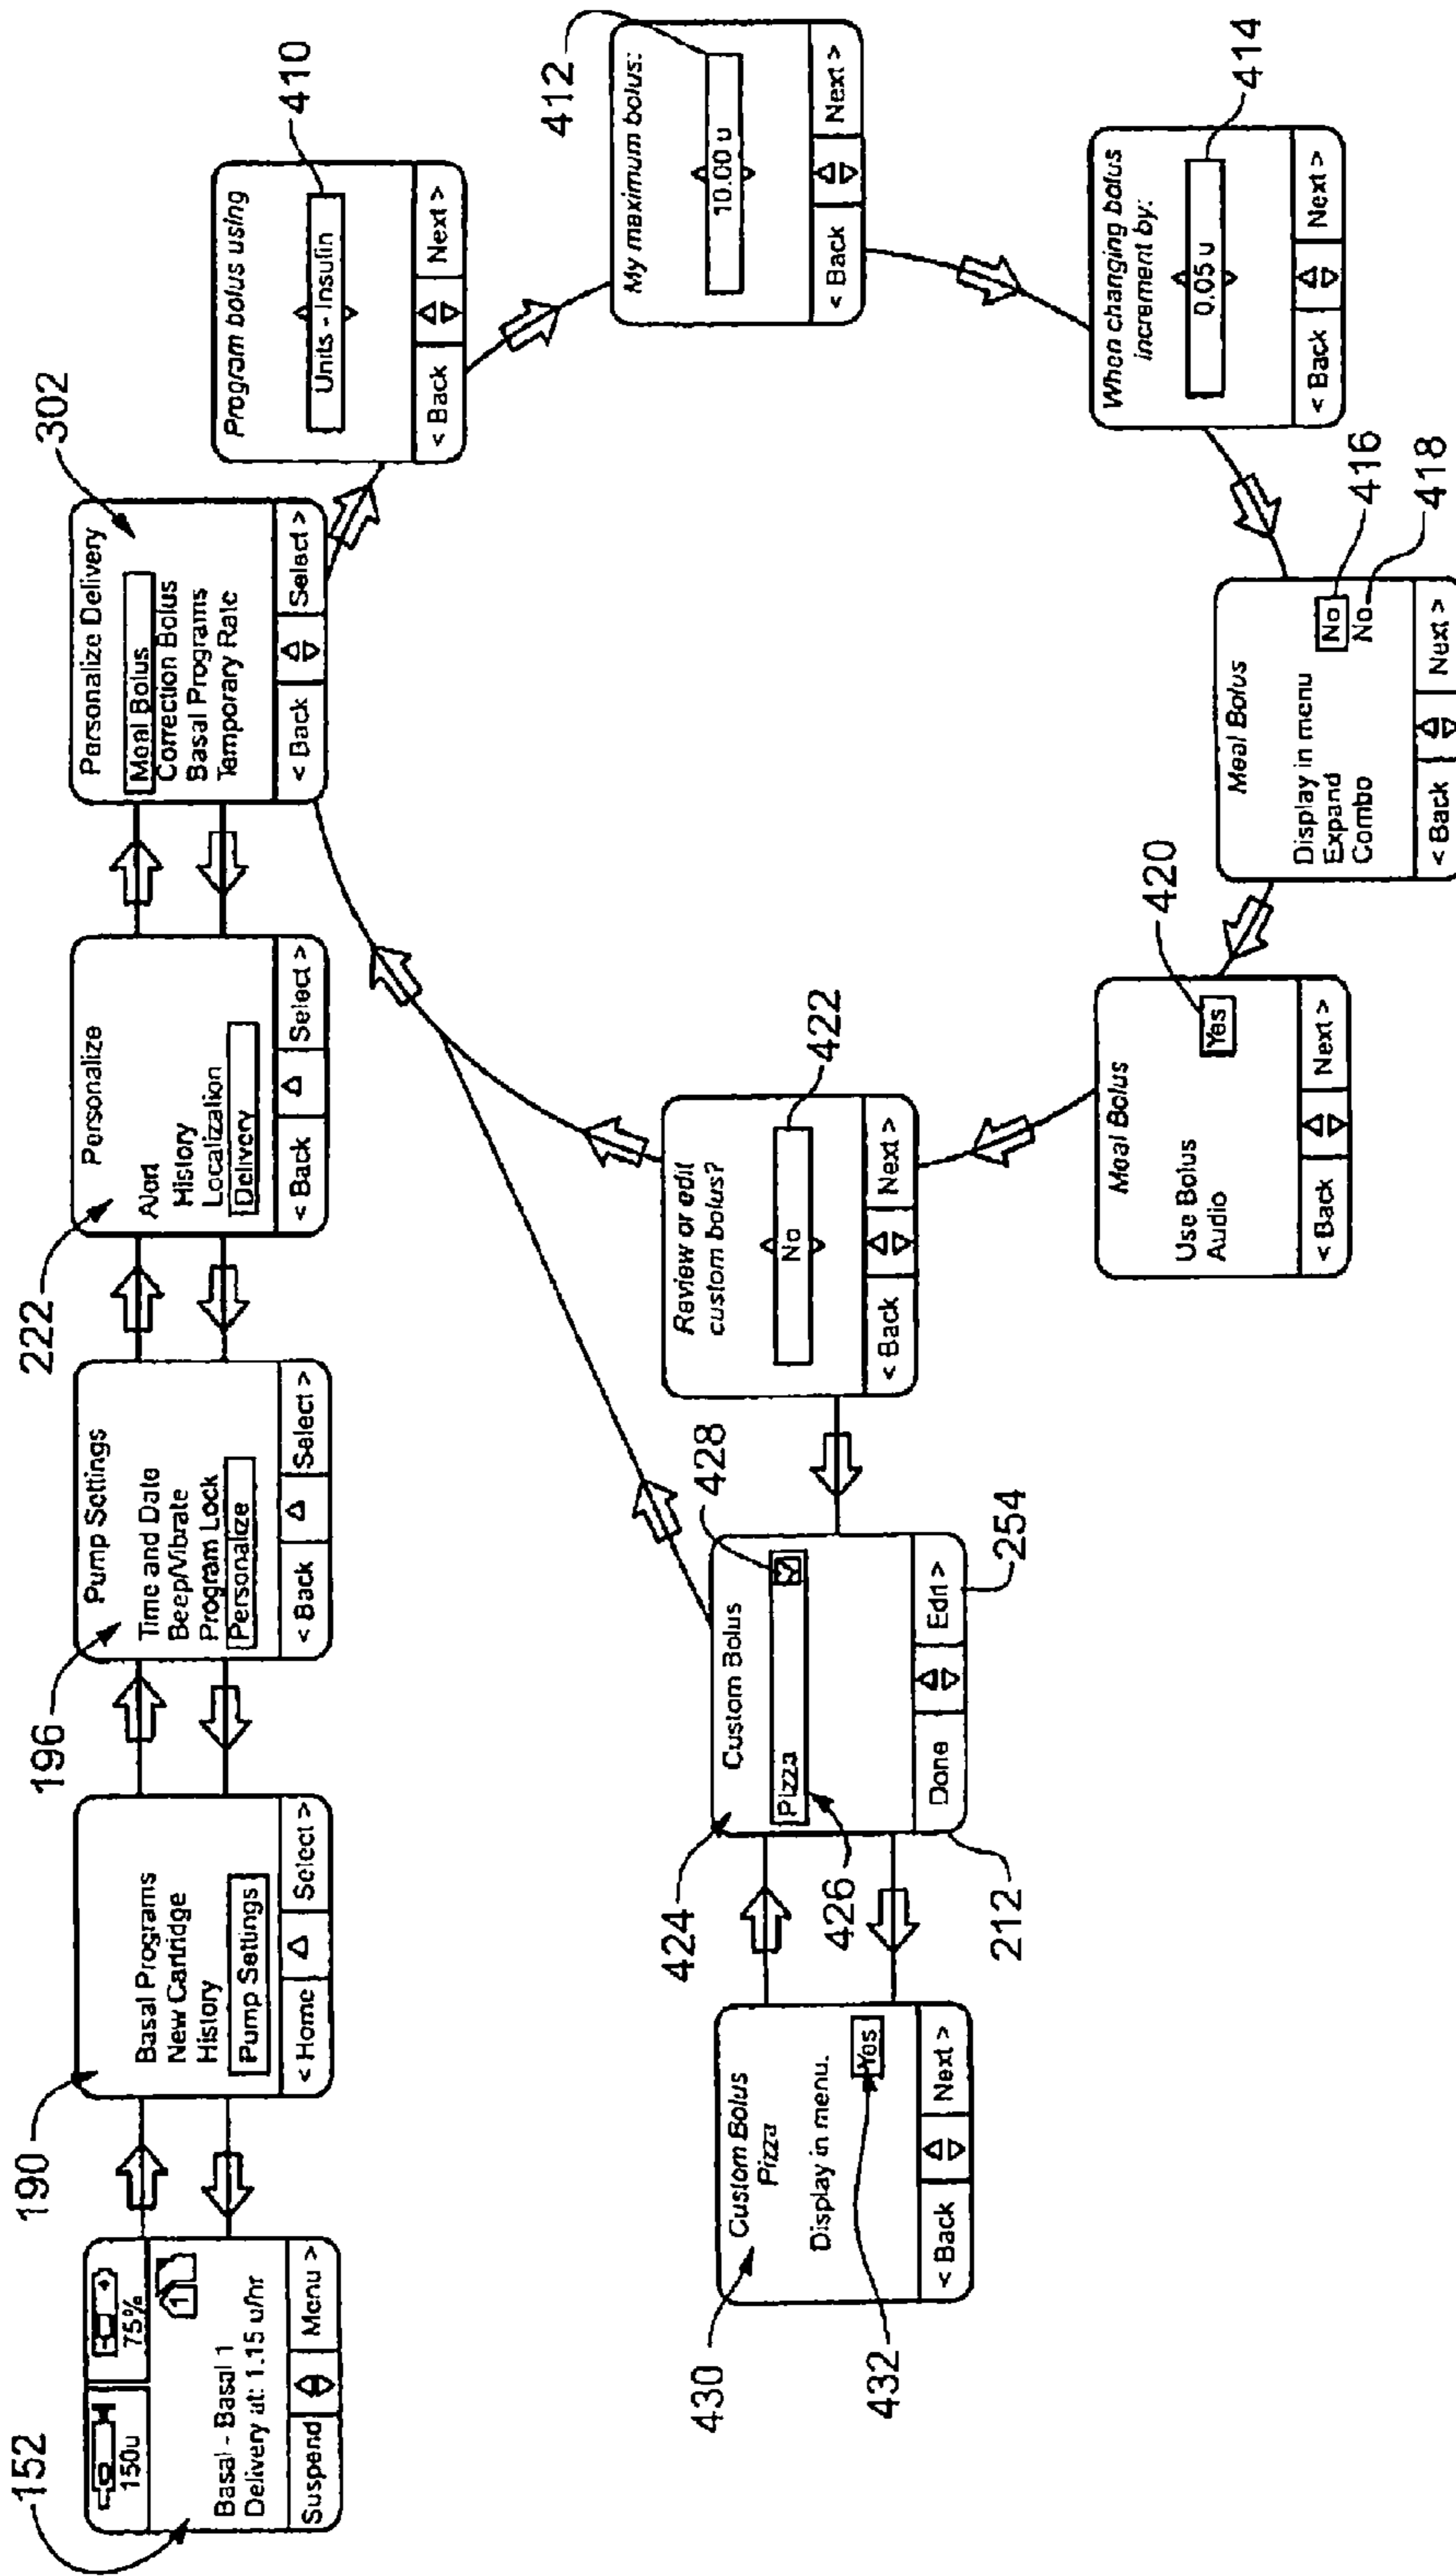 152
150u
75%
1
Basal - Basal 1
Delivery at: 1.15 u/hr
Suspend
Menu >
190
Basal Programs
New Cartridge
History
Pump Settings
< Home
Select >
196
Pump Settings
Time and Date
Beep/Vibrate
Program Lock
Personalize
< Back
Select >
222
Personalize
Alert
History
Localization
Delivery
< Back
Select >
302
Personalize Delivery
Meal Bolus
Correction Bolus
Basal Programs
Temporary Rate
< Back
Select >
410
Program bolus using
Units - Insulin
< Back
Next >
412
My maximum bolus:
10.00 u
< Back
Next >
414
When changing bolus
increment by:
0.05 u
< Back
Next >
Meal Bolus
Display in menu
Expand No
Combo No
416
418
< Back
Next >
420
Meal Bolus
Use Bolus
Audio Yes
< Back
Next >
422
Review or edit
custom bolus?
No
< Back
Next >
424
428
Custom Bolus
Pizza
426
Done
Edit >
212
254
430
Custom Bolus
Pizza
Display in menu.
Yes
432
< Back
Next >